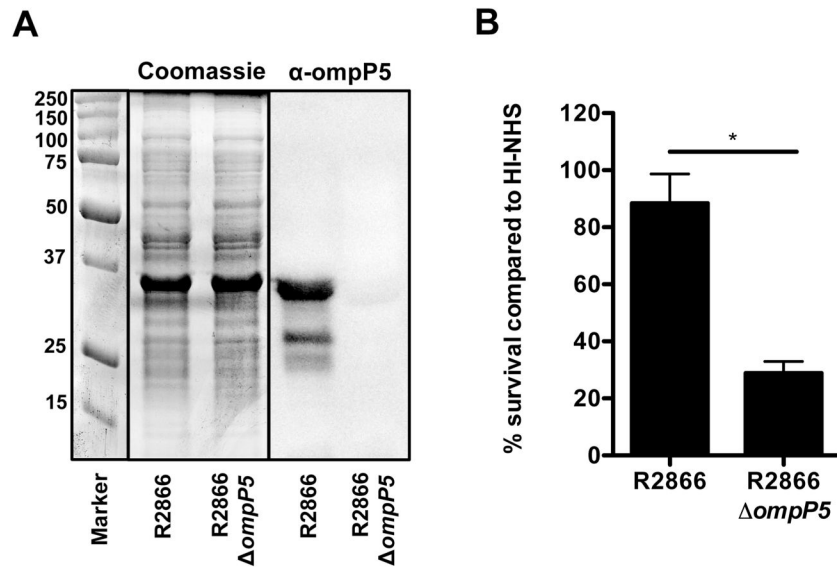 A
Coomassie
α-ompP5
250
150
100
75
50
37
25
15
Marker
R2866
R2866
ΔompP5
R2866
R2866
ΔompP5
B
% survival compared to HI-NHS
120
100
80
60
40
20
0
*
R2866
R2866
ΔompP5